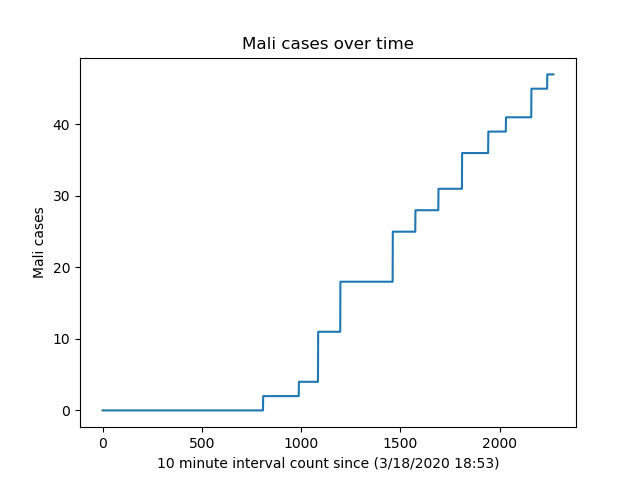 Mali cases over time
Mali cases
40
30
20
10
0
0 500 1000 1500 2000
10 minute interval count since (3/18/2020 18:53)